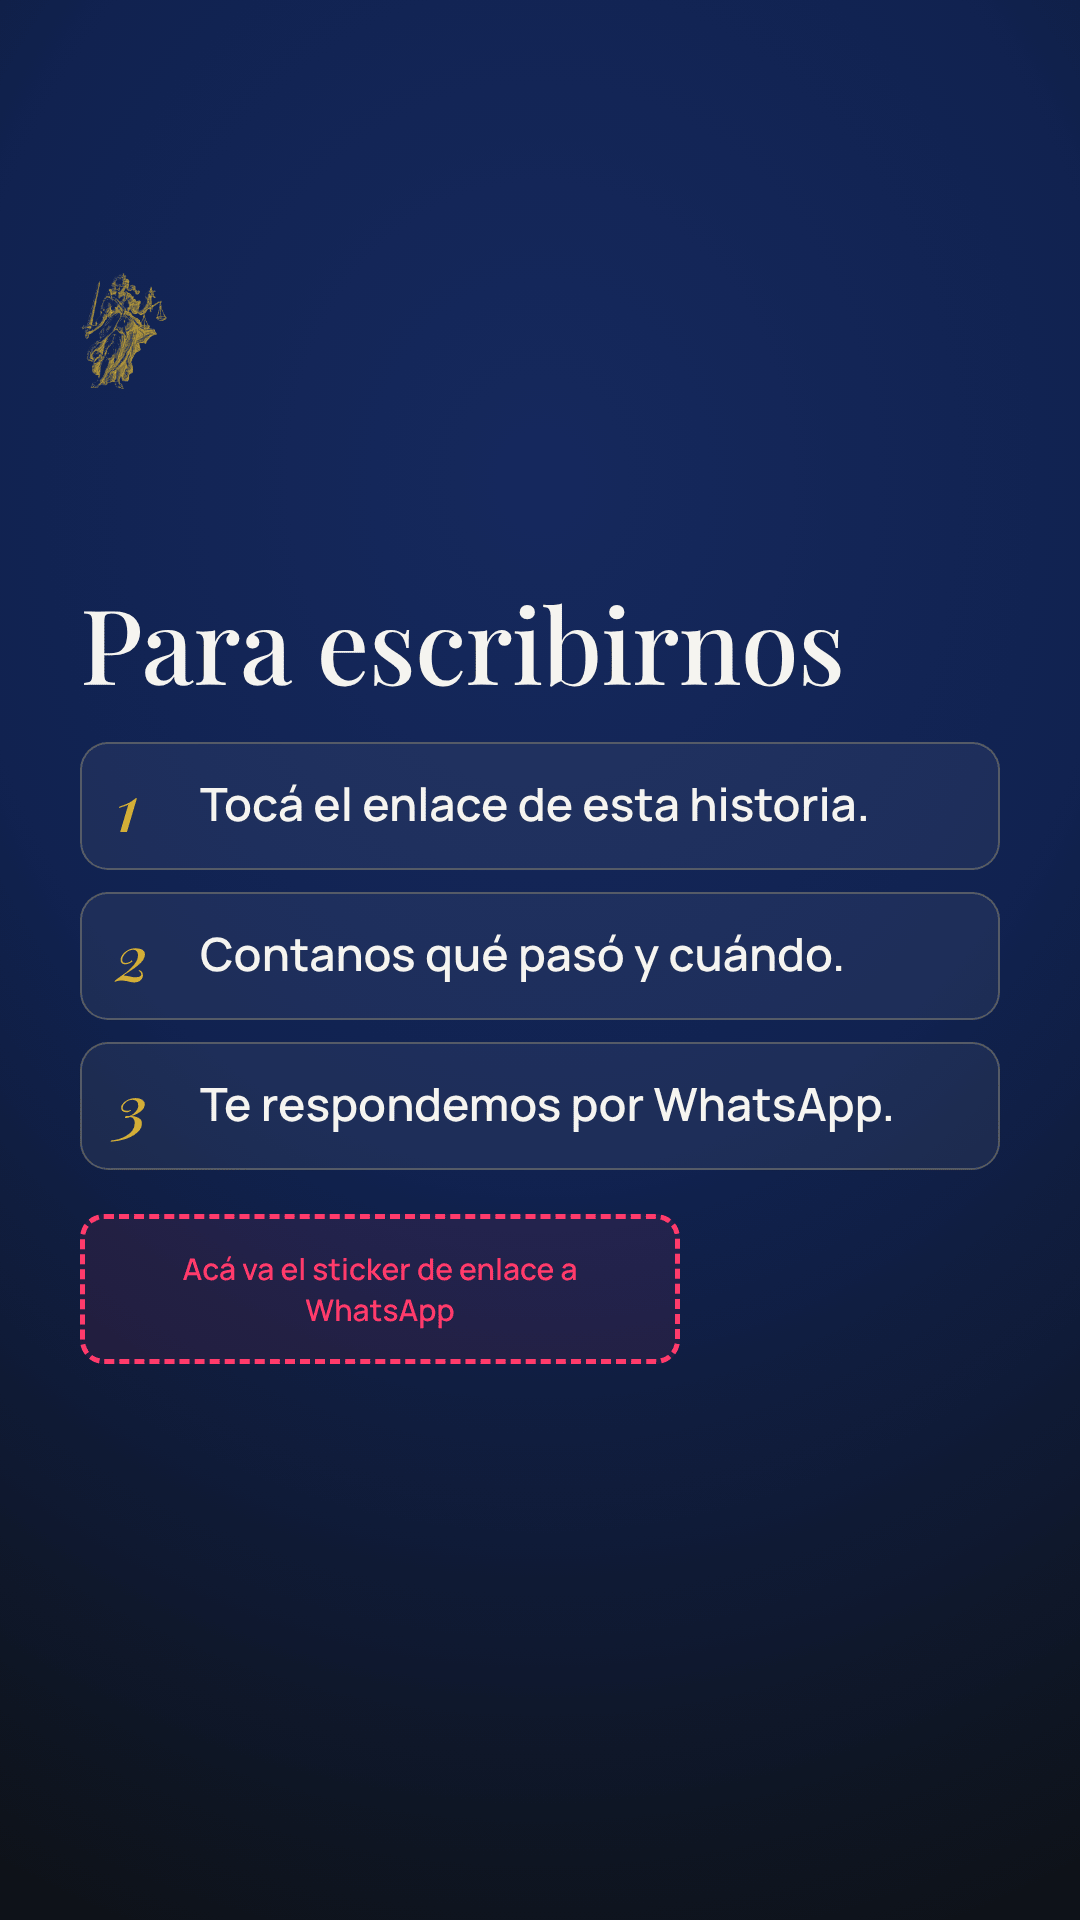 Para escribirnos
1 Tocá el enlace de esta historia.
2 Contanos qué pasó y cuándo.
3 Te respondemos por WhatsApp.
Acá va el sticker de enlace a
WhatsApp